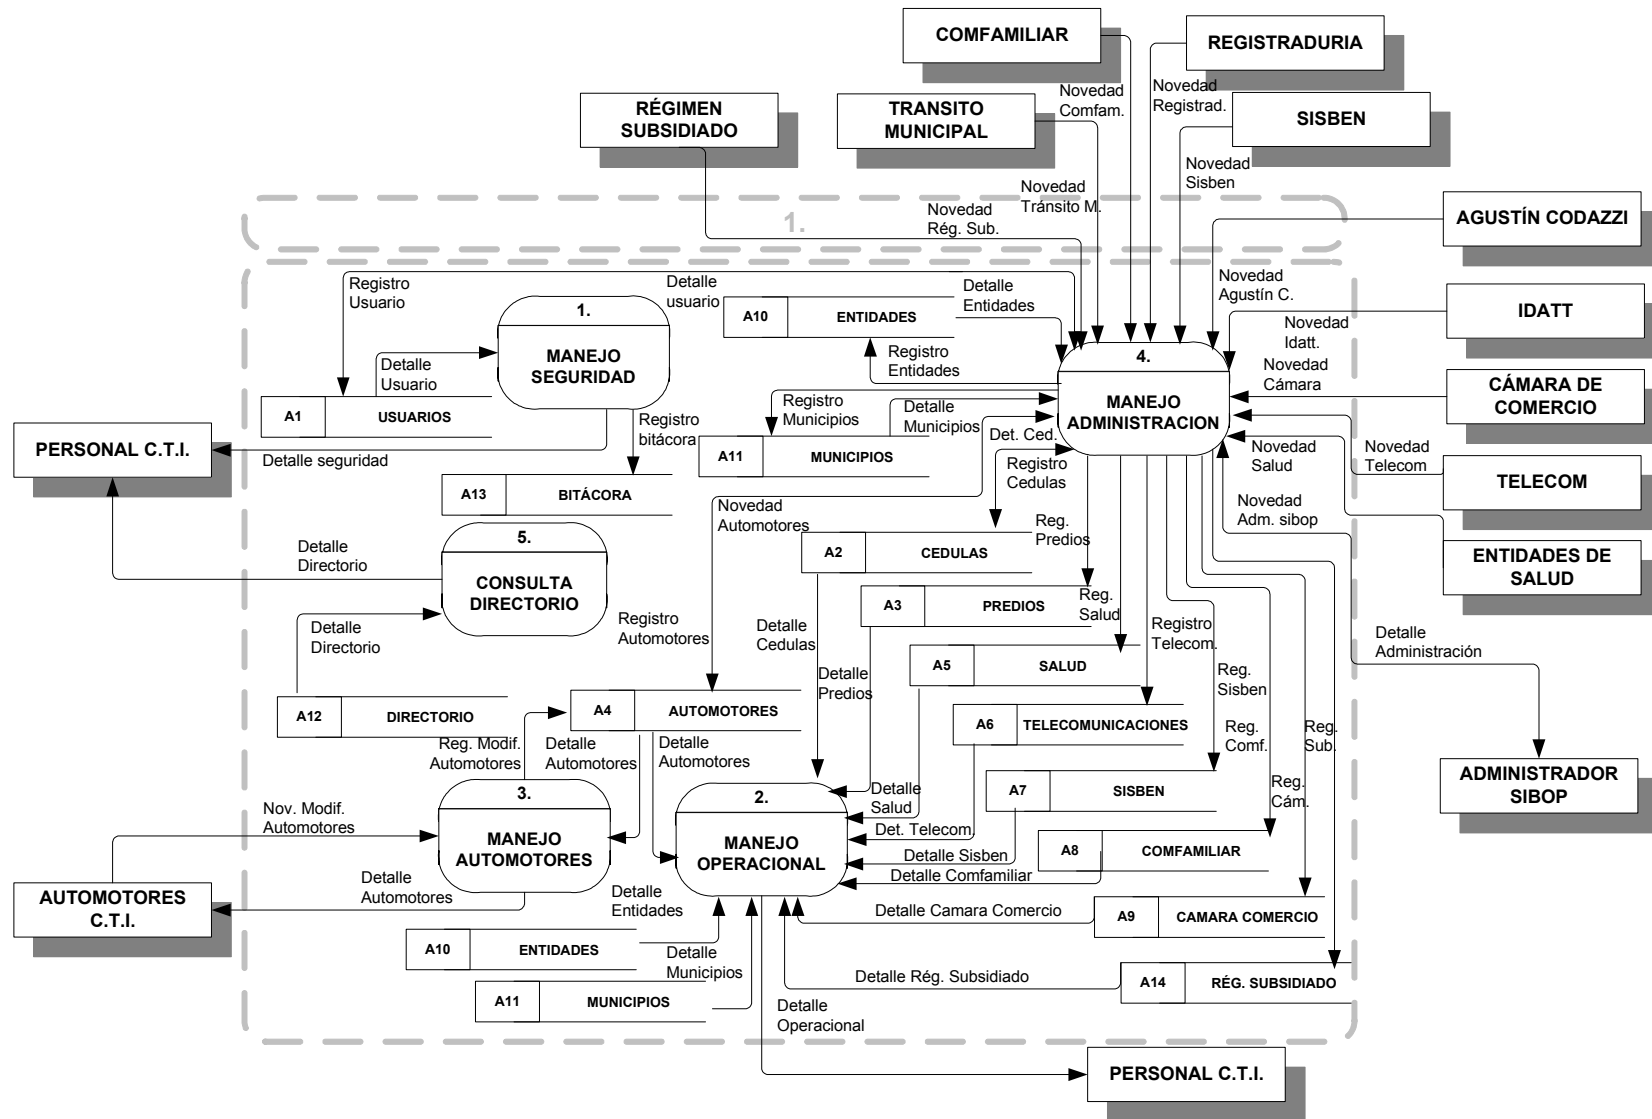 COMFAMILIAR
REGISTRADURIA
RÉGIMEN
SUBSIDIADO
TRANSITO
MUNICIPAL
SISBEN
Novedad
Comfam.
Novedad
Registrad.
Novedad
Sisben
Novedad
Tránsito M.
Novedad
Rég. Sub.
1.
AGUSTÍN CODAZZI
Novedad
Agustín C.
IDATT
Novedad
Idatt.
Registro
Usuario
Detalle
usuario
A10
ENTIDADES
Detalle
Entidades
1.
MANEJO
SEGURIDAD
Detalle
Usuario
Registro
Entidades
4.
MANEJO
ADMINISTRACION
Novedad
Cámara
CÁMARA DE
COMERCIO
A1
USUARIOS
Registro
bitácora
Registro
Municipios
Detalle
Municipios
Det. Ced.
PERSONAL C.T.I.
Detalle seguridad
A11
MUNICIPIOS
Novedad
Salud
Novedad
Telecom
TELECOM
A13
BITÁCORA
Registro
Cedulas
Novedad
Automotores
Novedad
Adm. sibop
5.
CONSULTA
DIRECTORIO
Detalle
Directorio
Reg.
Predios
A2
CEDULAS
ENTIDADES DE
SALUD
A3
PREDIOS
Reg.
Salud
Detalle
Directorio
Registro
Automotores
Detalle
Cedulas
Registro
Telecom.
Detalle
Administración
A5
SALUD
Detalle
Predios
Reg.
Sisben
A12
DIRECTORIO
A4
AUTOMOTORES
A6
TELECOMUNICACIONES
Reg.
Comf.
Reg.
Sub.
Reg. Modif.
Automotores
Detalle
Automotores
Detalle
Automotores
ADMINISTRADOR
SIBOP
3.
MANEJO
AUTOMOTORES
2.
MANEJO
OPERACIONAL
Detalle
Salud
A7
SISBEN
Reg.
Cám.
Nov. Modif.
Automotores
Det. Telecom.
Detalle Sisben
A8
COMFAMILIAR
Detalle Comfamiliar
AUTOMOTORES
C.T.I.
Detalle
Automotores
Detalle
Entidades
Detalle Camara Comercio
A9
CAMARA COMERCIO
A10
ENTIDADES
Detalle
Municipios
Detalle Rég. Subsidiado
A14
RÉG. SUBSIDIADO
A11
MUNICIPIOS
Detalle
Operacional
PERSONAL C.T.I.